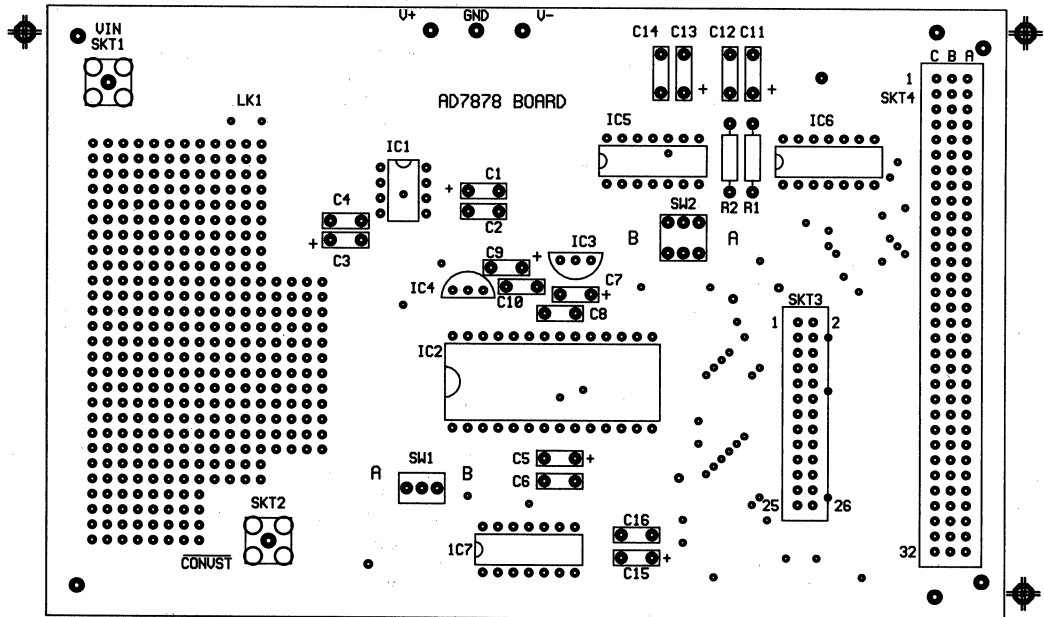 V+ GND V-
VIN
SKT1
C14 C13 C12 C11
+ +
C B A
1
SKT4
LK1
AD7878 BOARD
IC5
IC6
IC1
C1
+
C2
R2 R1
C4
+
C3
SW2
B A
IC3
C9 +
IC4
C10
C7
+
C8
SKT3
1 2
IC2
A SW1 B
C5 +
C6
25 26
SKT2
CONVST
1C7
C16
C15 +
32